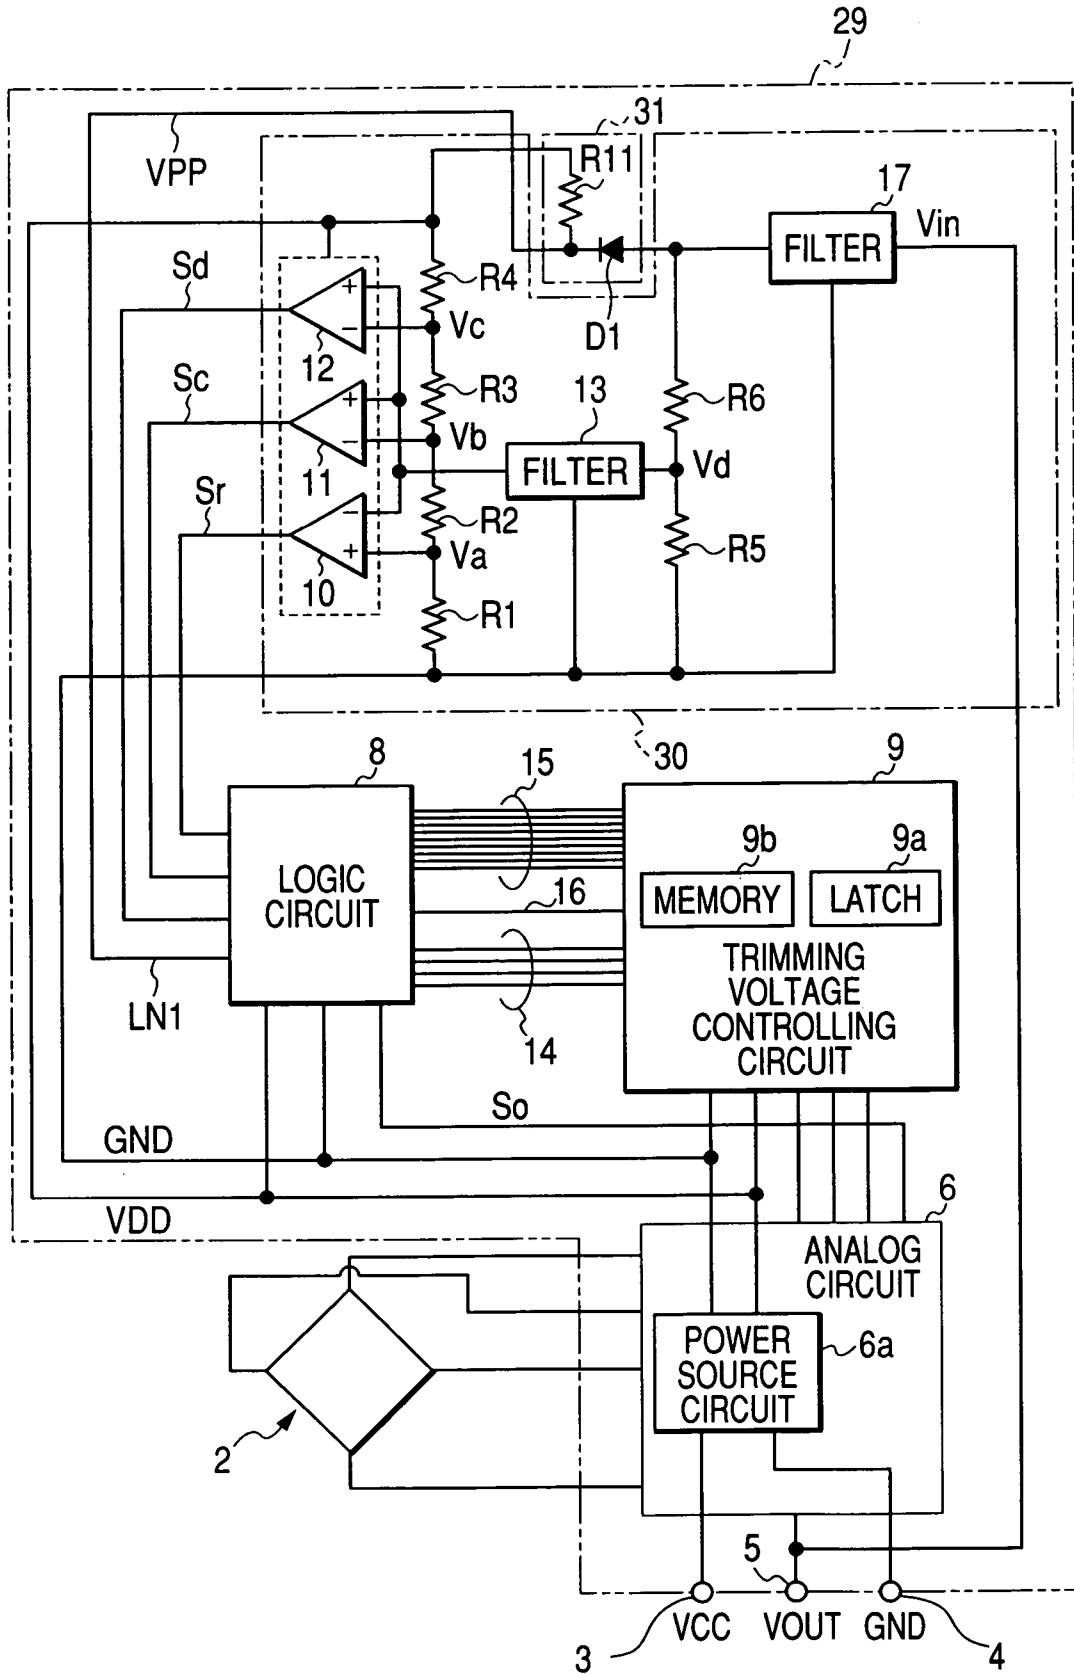 29
31
VPP
R11
17
Vin
FILTER
Sd
R4
+
−
12
Vc
D1
Sc
R3
13
R6
+
−
11
Vb
FILTER
Vd
Sr
R2
−
+
10
Va
R5
R1
30
8
15
9
LOGIC
CIRCUIT
9b
9a
MEMORY
LATCH
16
TRIMMING
VOLTAGE
CONTROLLING
CIRCUIT
LN1
14
So
GND
VDD
6
ANALOG
CIRCUIT
POWER
SOURCE
CIRCUIT
6a
2
5
VCC
VOUT
GND
3
4